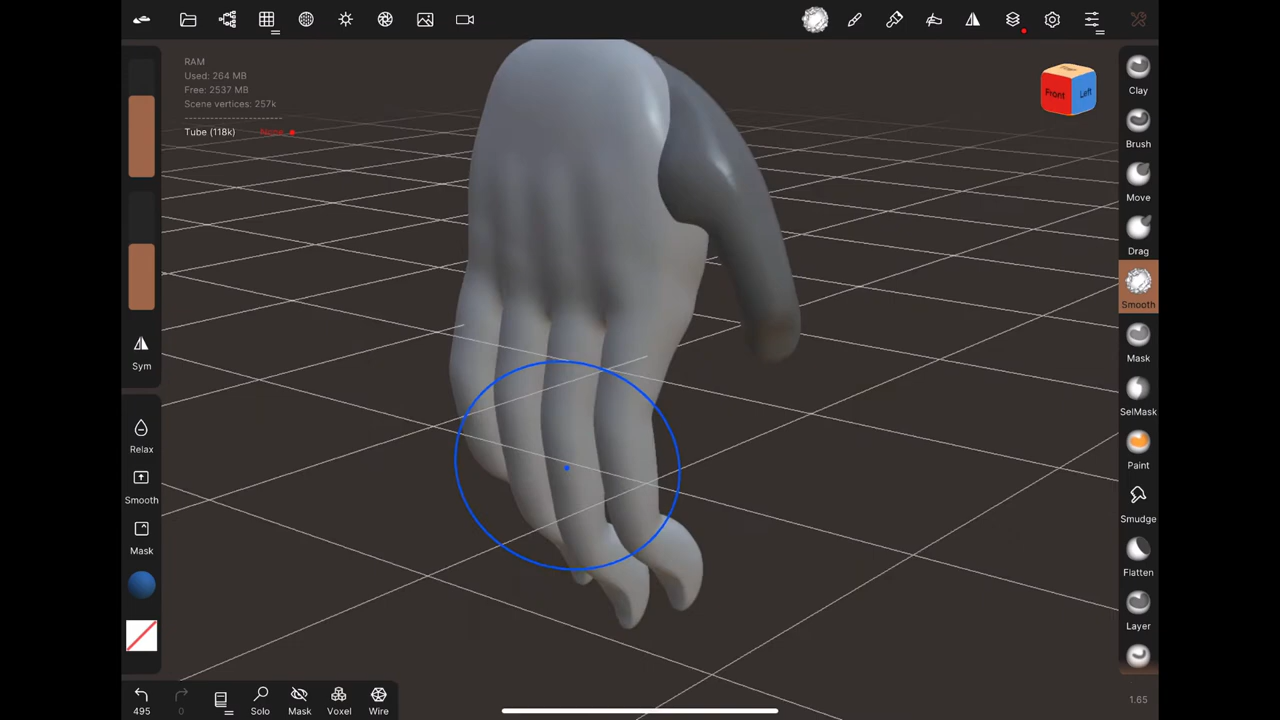 RAM
Used: 264 MB
Free: 2537 MB
Scene vertices: 257k
Tube (118k) None
Front
Left
Clay
Brush
Move
Drag
Smooth
Mask
SelMask
Paint
Smudge
Flatten
Layer
Sym
Relax
Smooth
Mask
495
0
Solo
Mask
Voxel
Wire
1.65